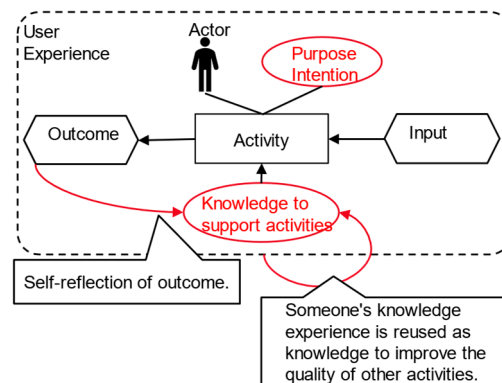 User
Experience
Actor
Purpose
Intention
Outcome
Activity
Input
Knowledge to
support activities
Self-reflection of outcome.
Someone's knowledge
experience is reused as
knowledge to improve the
quality of other activities.